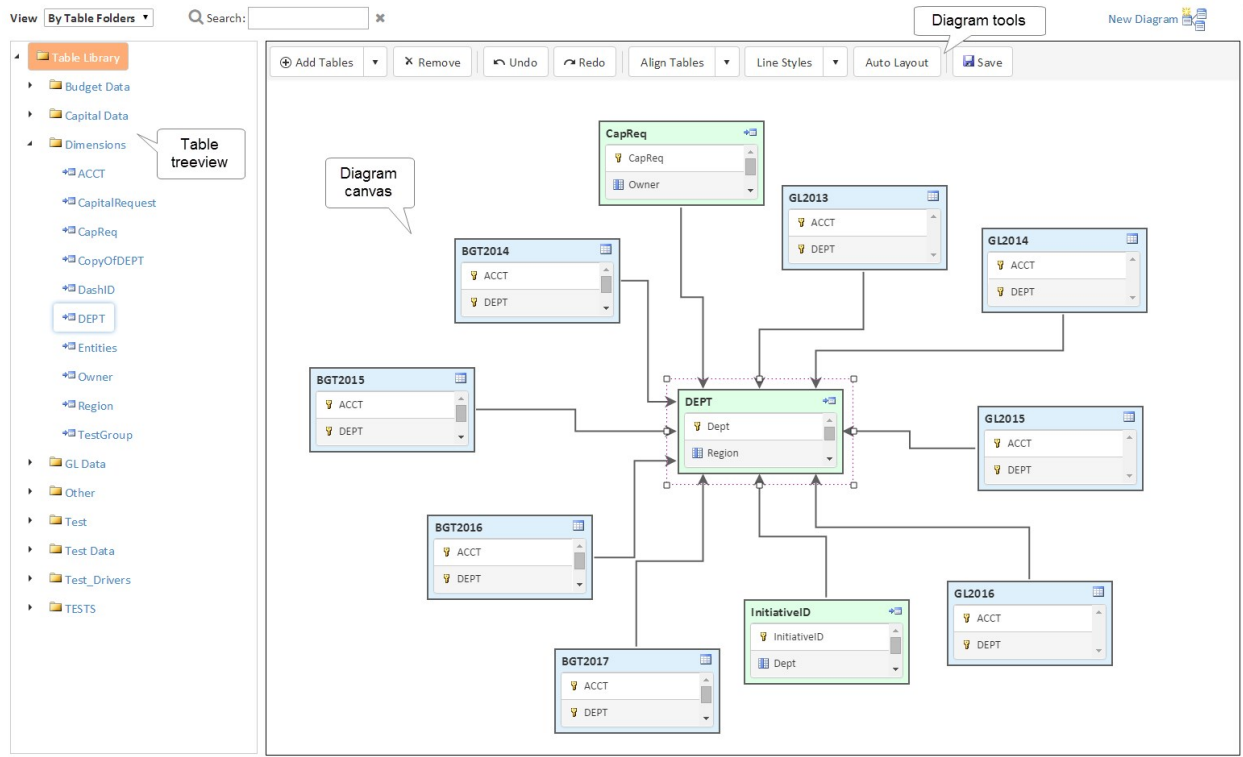 View By Table Folders Search: Diagram tools New Diagram
Table Library
Budget Data
Capital Data
Dimensions
ACCT
CapitalRequest
CapReq
CopyOfDEPT
DashID
DEPT
Entities
Owner
Region
TestGroup
GL Data
Other
Test
Test Data
Test_Drivers
TESTS
Table
treeview
Add Tables Remove Undo Redo Align Tables Line Styles Auto Layout Save
Diagram
canvas
CapReq
CapReq
Owner
GL2013
ACCT
DEPT
GL2014
ACCT
DEPT
BGT2014
ACCT
DEPT
BGT2015
ACCT
DEPT
DEPT
Dept
Region
GL2015
ACCT
DEPT
BGT2016
ACCT
DEPT
GL2016
ACCT
DEPT
InitiativeID
InitiativeID
Dept
BGT2017
ACCT
DEPT